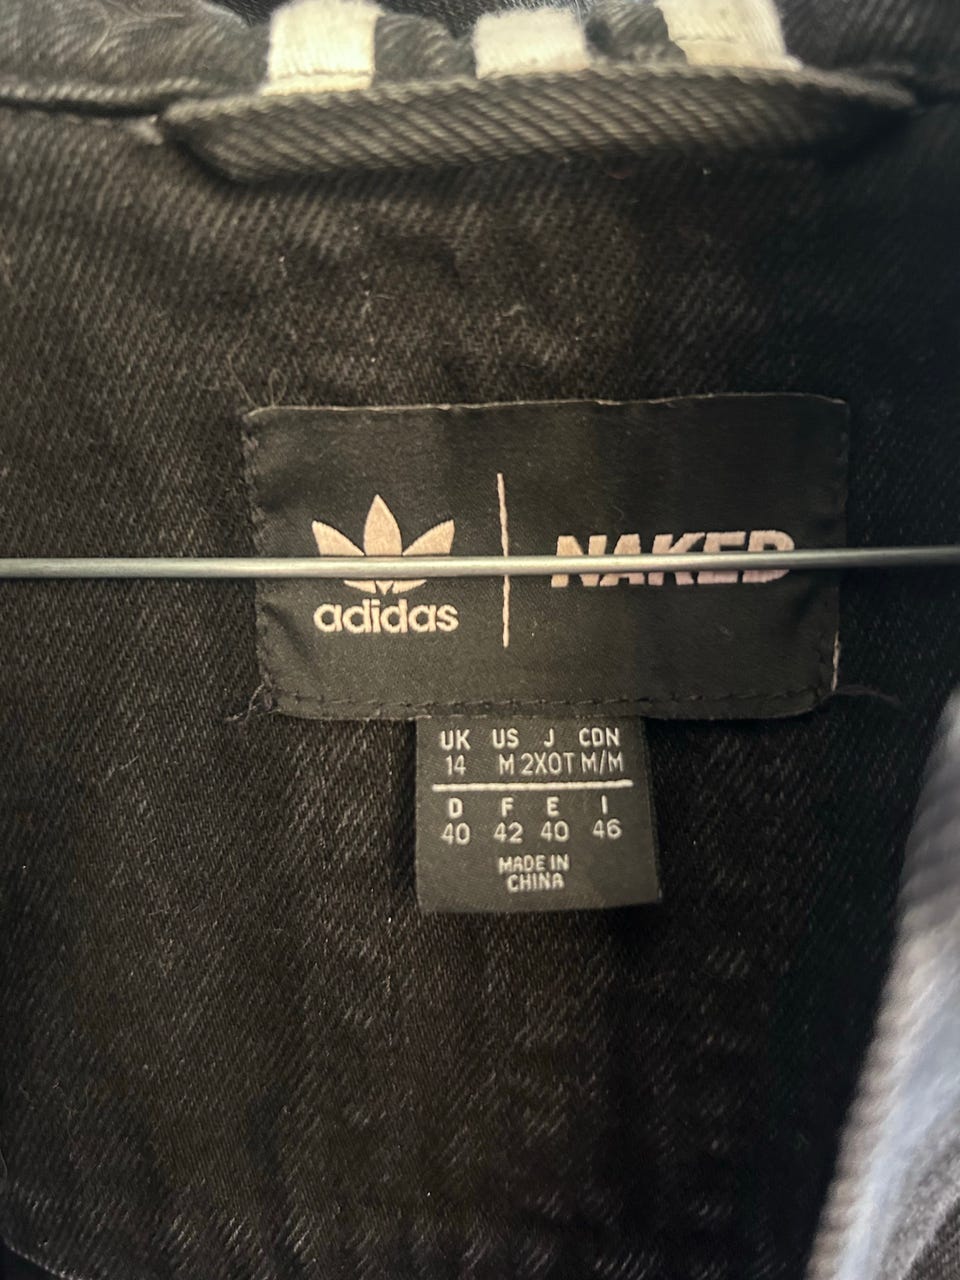 adidas
NAKED
UK US J CDN
14 M 2XOT M/M
D F E I
40 42 40 46
MADE IN
CHINA